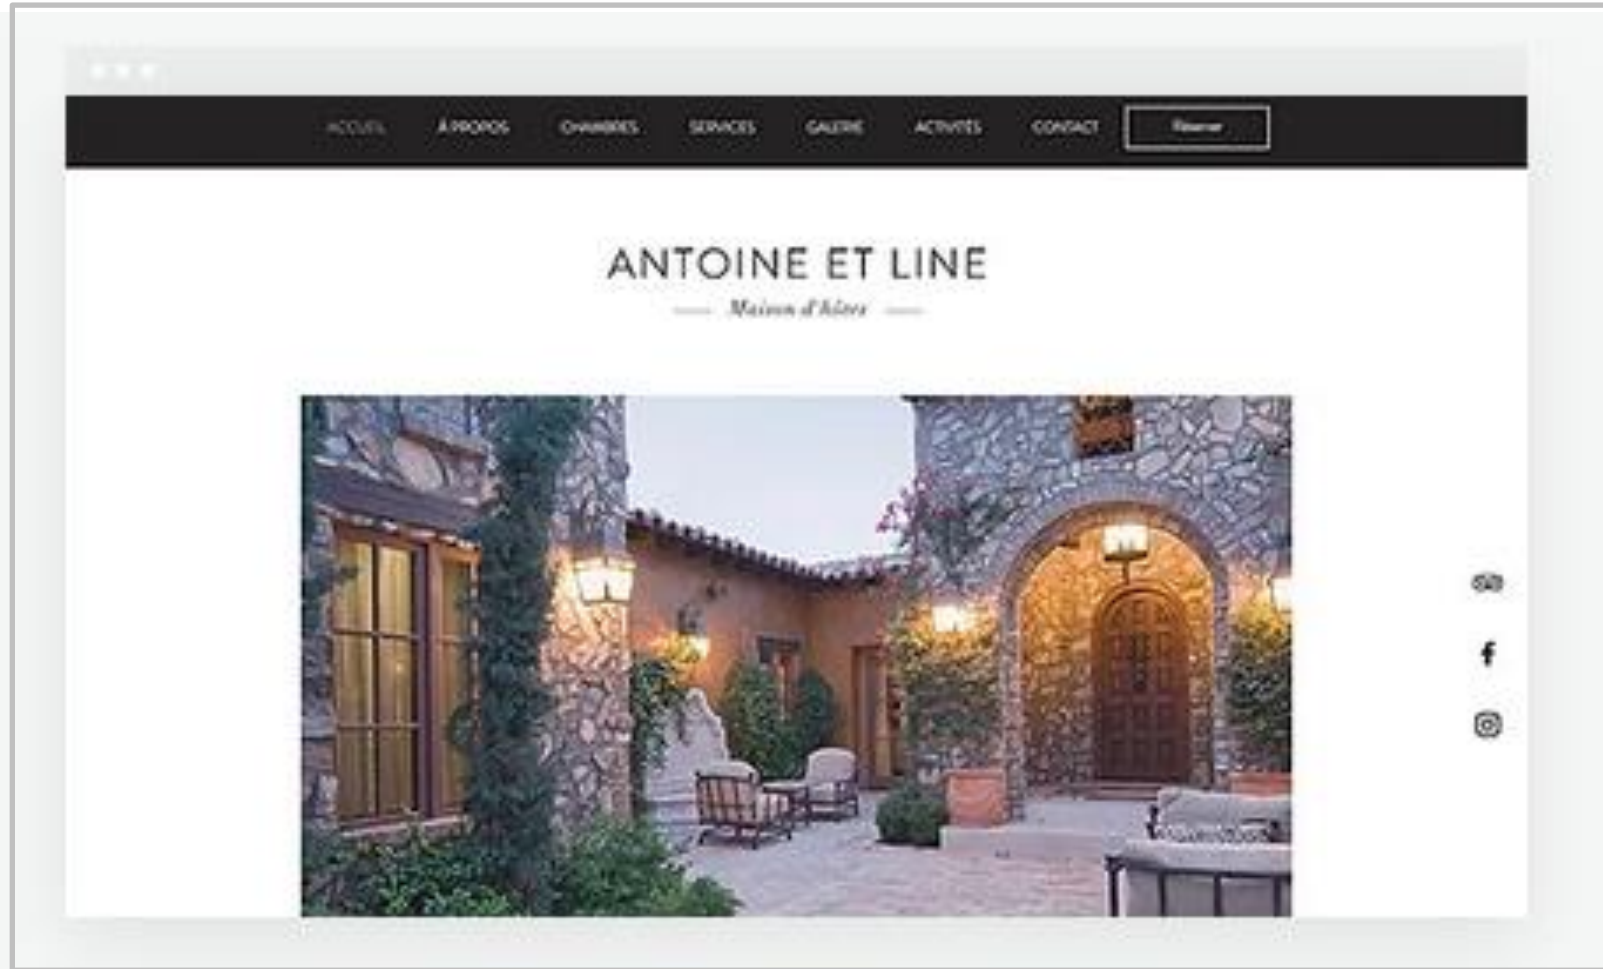 ACCUEIL À PROPOS CHAMBRES SERVICES GALERIE ACTIVITÉS CONTACT Réserver
ANTOINE ET LINE
Maison d'hôtes